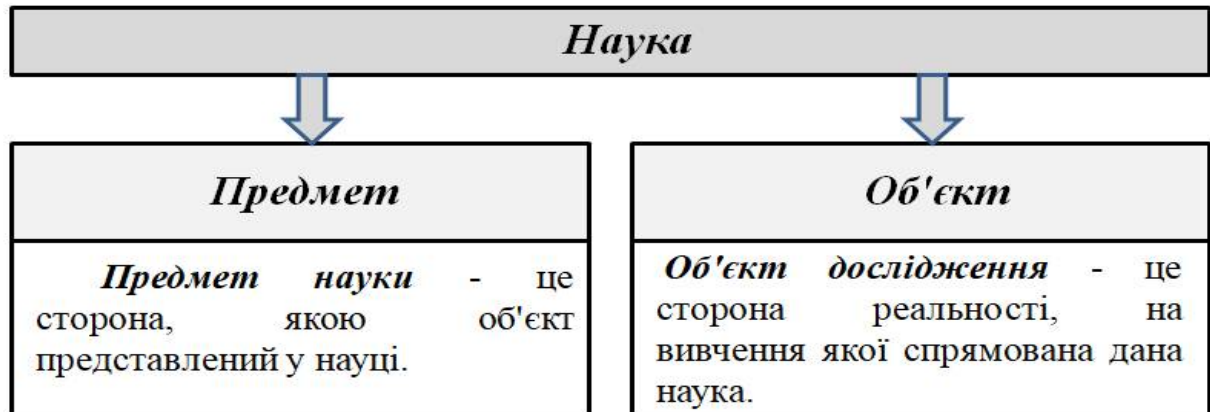 Наука
Предмет
Предмет науки - це
сторона, якою об'єкт
представлений у науці.
Об'єкт
Об'єкт дослідження - це
сторона реальності, на
вивчення якої спрямована дана
наука.